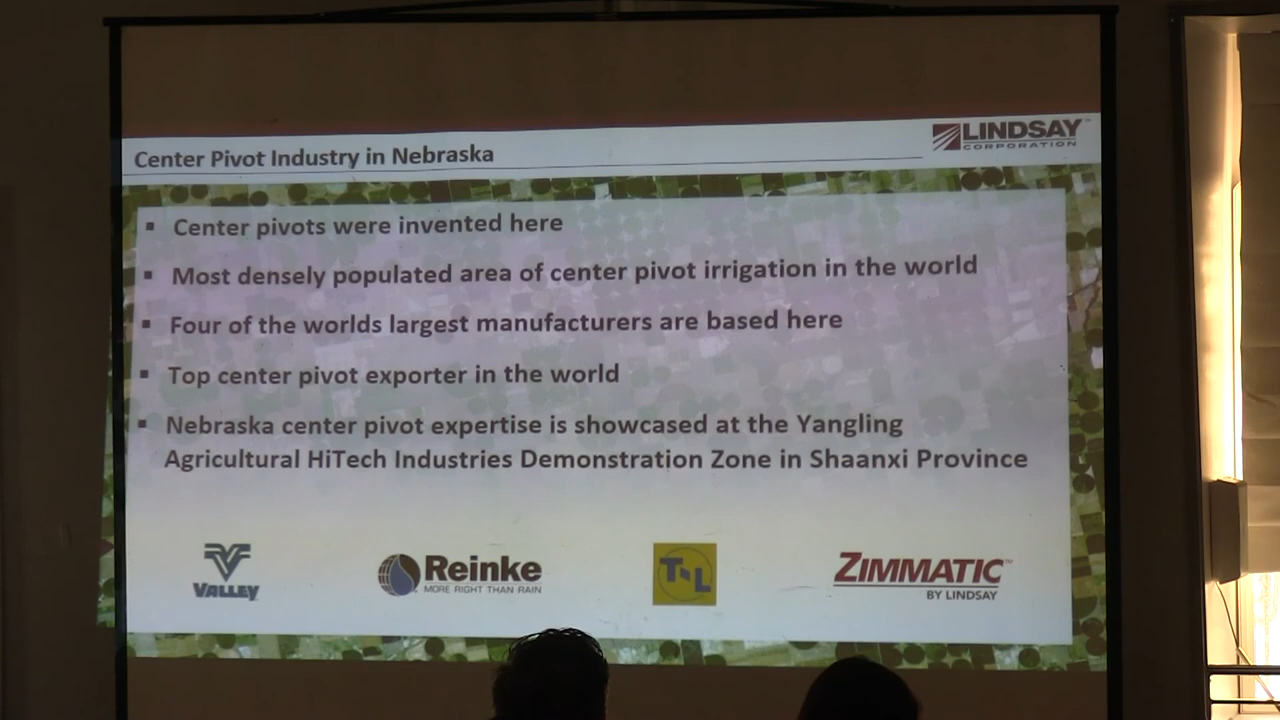 Center Pivot Industry in Nebraska
LINDSAY
CORPORATION
Center pivots were invented here
Most densely populated area of center pivot irrigation in the world
Four of the worlds largest manufacturers are based here
Top center pivot exporter in the world
Nebraska center pivot expertise is showcased at the Yangling
Agricultural HiTech Industries Demonstration Zone in Shaanxi Province
VALLEY
Reinke
MORE RIGHT THAN RAIN
T-L
ZIMMATIC™
BY LINDSAY